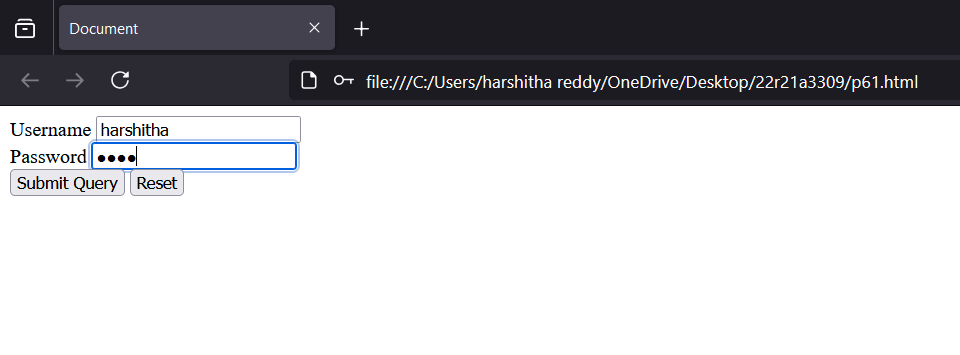 Document
file:///C:/Users/harshitha reddy/OneDrive/Desktop/22r21a3309/p61.html
Username harshitha
Password ●●●●
Submit Query Reset